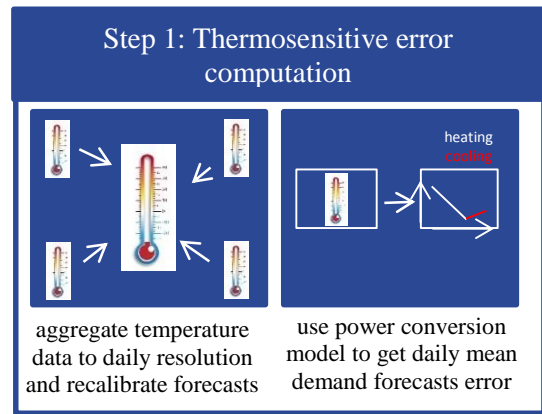 Step 1: Thermosensitive error
computation
heating
cooling
aggregate temperature
data to daily resolution
and recalibrate forecasts
use power conversion
model to get daily mean
demand forecasts error